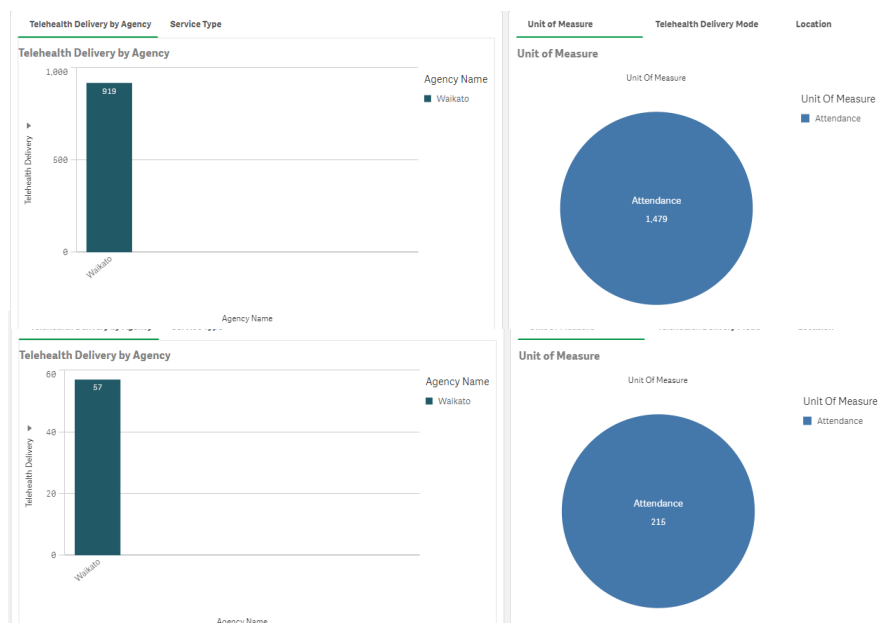 Telehealth Delivery by Agency Service Type
Telehealth Delivery by Agency
1,000
919
500
0
Telehealth Delivery
Waikato
Agency Name
Agency Name
Waikato
Unit of Measure Telehealth Delivery Mode Location
Unit of Measure
Unit Of Measure
Attendance
1,479
Unit Of Measure
Attendance
Telehealth Delivery by Agency
60
57
40
20
0
Telehealth Delivery
Waikato
Agency Name
Agency Name
Waikato
Unit of Measure
Unit Of Measure
Attendance
215
Unit Of Measure
Attendance